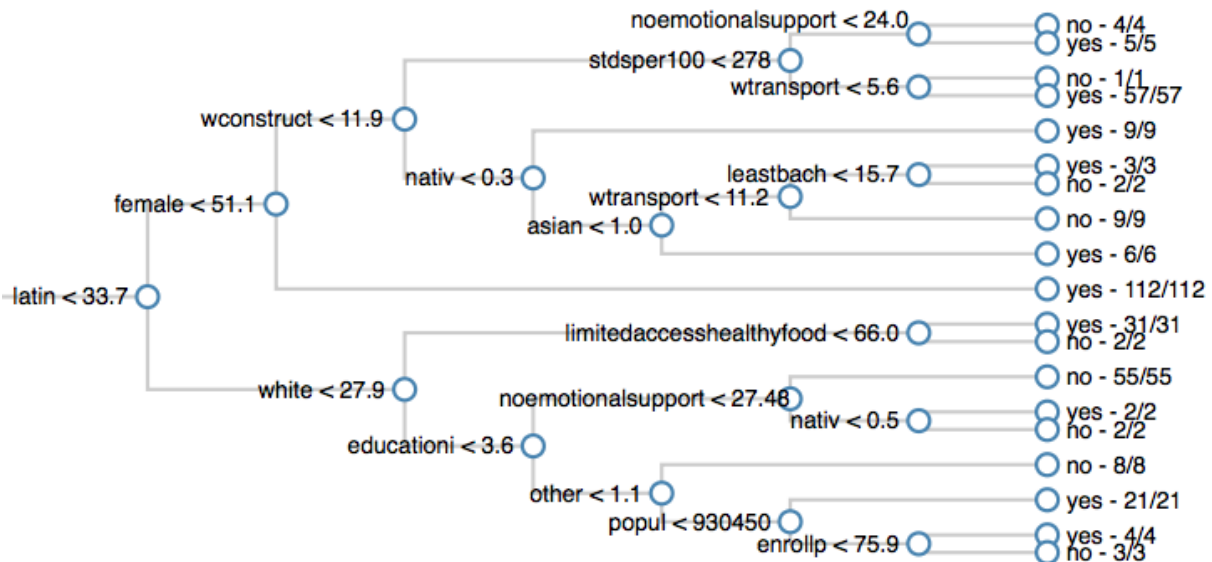 noemotionalsupport < 24.0
no - 4/4
yes - 5/5
stdsper100 < 278
no - 1/1
wtransport < 5.6
yes - 57/57
wconstruct < 11.9
yes - 9/9
yes - 3/3
leastbach < 15.7
nativ < 0.3
no - 2/2
wtransport < 11.2
female < 51.1
no - 9/9
asian < 1.0
yes - 6/6
yes - 112/112
latin < 33.7
yes - 31/31
limitedaccesshealthyfood < 66.0
no - 2/2
no - 55/55
white < 27.9
noemotionalsupport < 27.48
yes - 2/2
nativ < 0.5
no - 2/2
educationi < 3.6
no - 8/8
other < 1.1
yes - 21/21
popul < 930450
yes - 4/4
enrollp < 75.9
no - 3/3